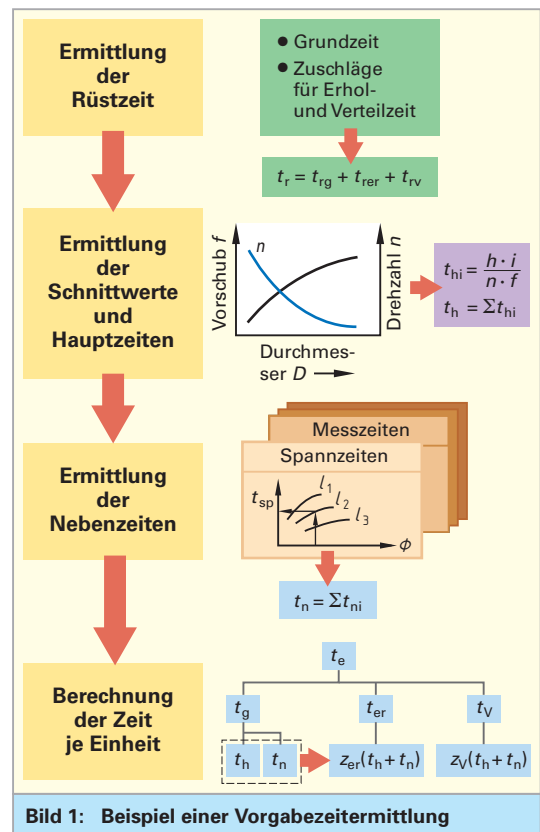 Ermittlung
der
Rüstzeit
● Grundzeit
● Zuschläge
für Erhol-
und Verteilzeit
t_r = t_rg + t_rer + t_rv
Ermittlung
der
Schnittwerte
und
Hauptzeiten
Vorschub f
n
Drehzahl n
Durchmes-
ser D →
t_hi = (h · i)/(n · f)
t_h = Σt_hi
Ermittlung
der
Nebenzeiten
Messzeiten
Spannzeiten
t_sp
l_1
l_2
l_3
ϕ
t_n = Σt_ni
Berechnung
der Zeit
je Einheit
t_e
t_g
t_er
t_V
t_h
t_n
z_er(t_h + t_n)
z_V(t_h + t_n)
Bild 1: Beispiel einer Vorgabezeitermittlung